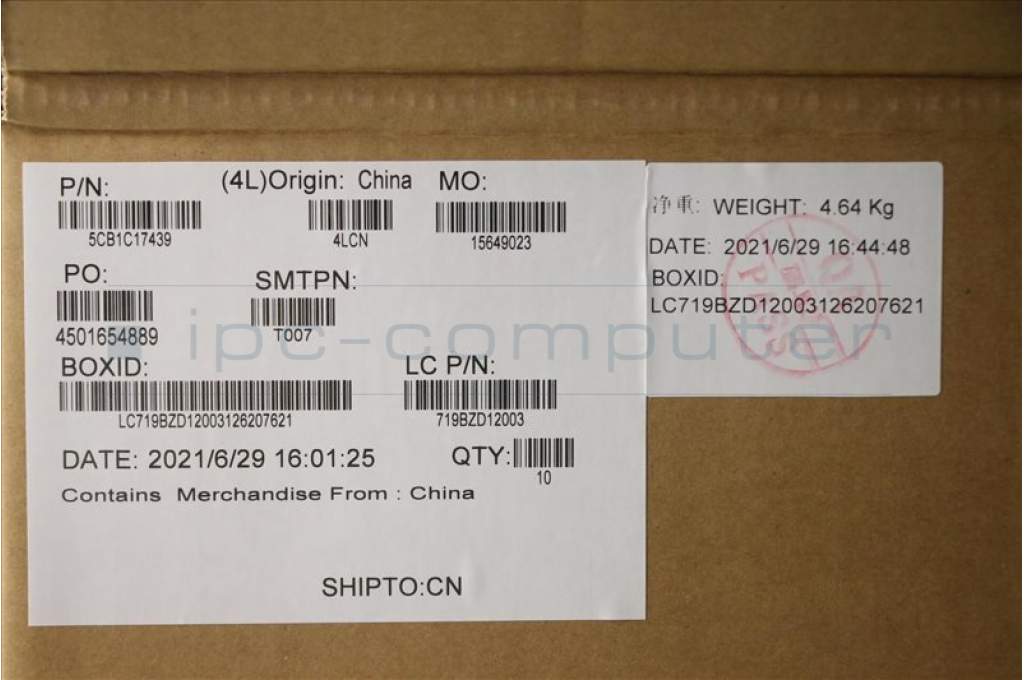 P/N:
5CB1C17439
(4L)Origin: China
4LCN
MO:
15649023
PO:
4501654889
SMTPN:
T007
BOXID:
LC719BZD12003126207621
LC P/N:
719BZD12003
DATE: 2021/6/29 16:01:25
QTY:
10
Contains Merchandise From : China
SHIPTO:CN
净重: WEIGHT: 4.64 Kg
DATE: 2021/6/29 16:44:48
BOXID:
LC719BZD12003126207621
PASS
ipc-computer